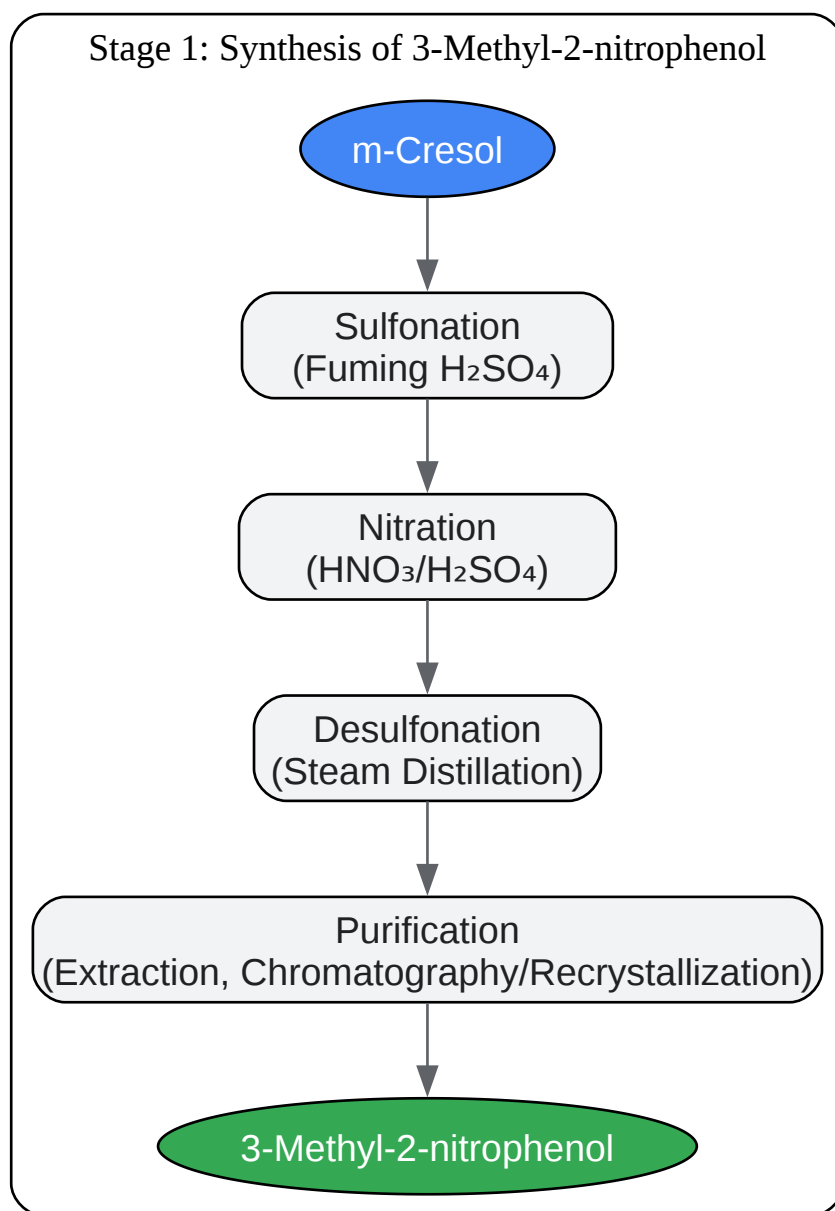 Stage 1: Synthesis of 3-Methyl-2-nitrophenol
m-Cresol
Sulfonation
(Fuming H₂SO₄)
Nitration
(HNO₃/H₂SO₄)
Desulfonation
(Steam Distillation)
Purification
(Extraction, Chromatography/Recrystallization)
3-Methyl-2-nitrophenol